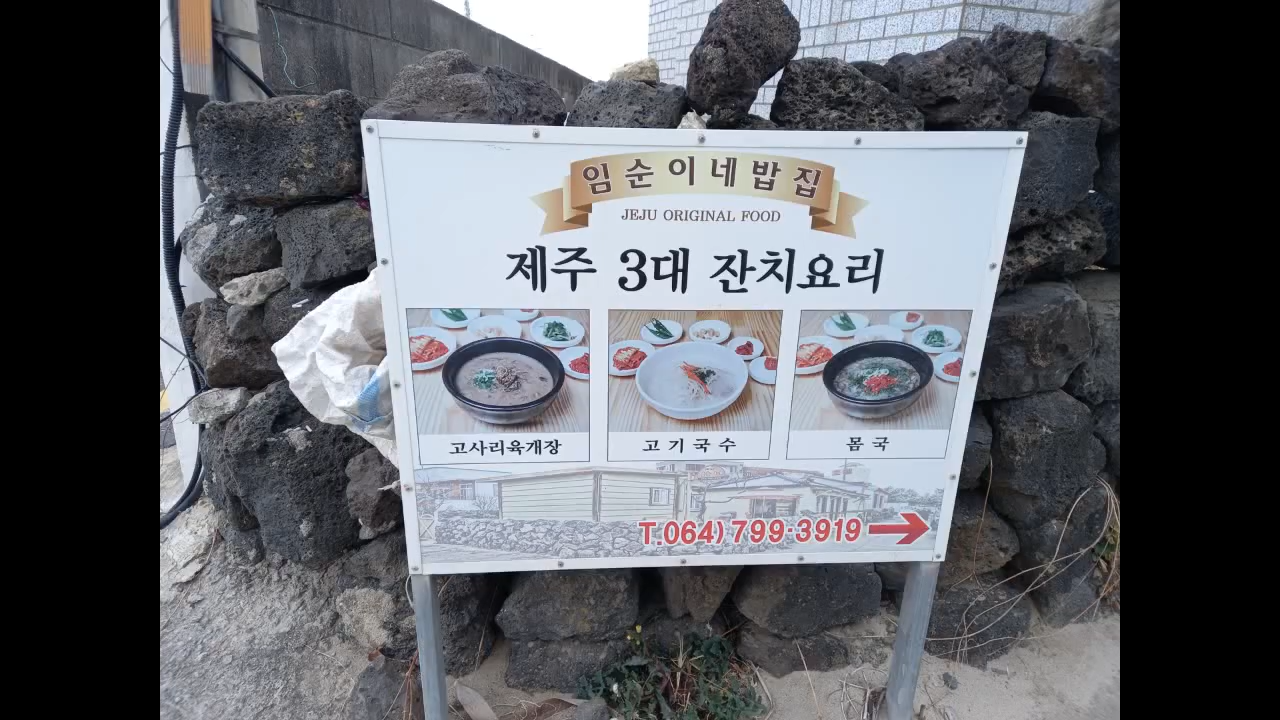 임순이네밥집
JEJU ORIGINAL FOOD
제주 3대 잔치요리
고사리육개장
고기국수
몸국
T.064) 799-3919